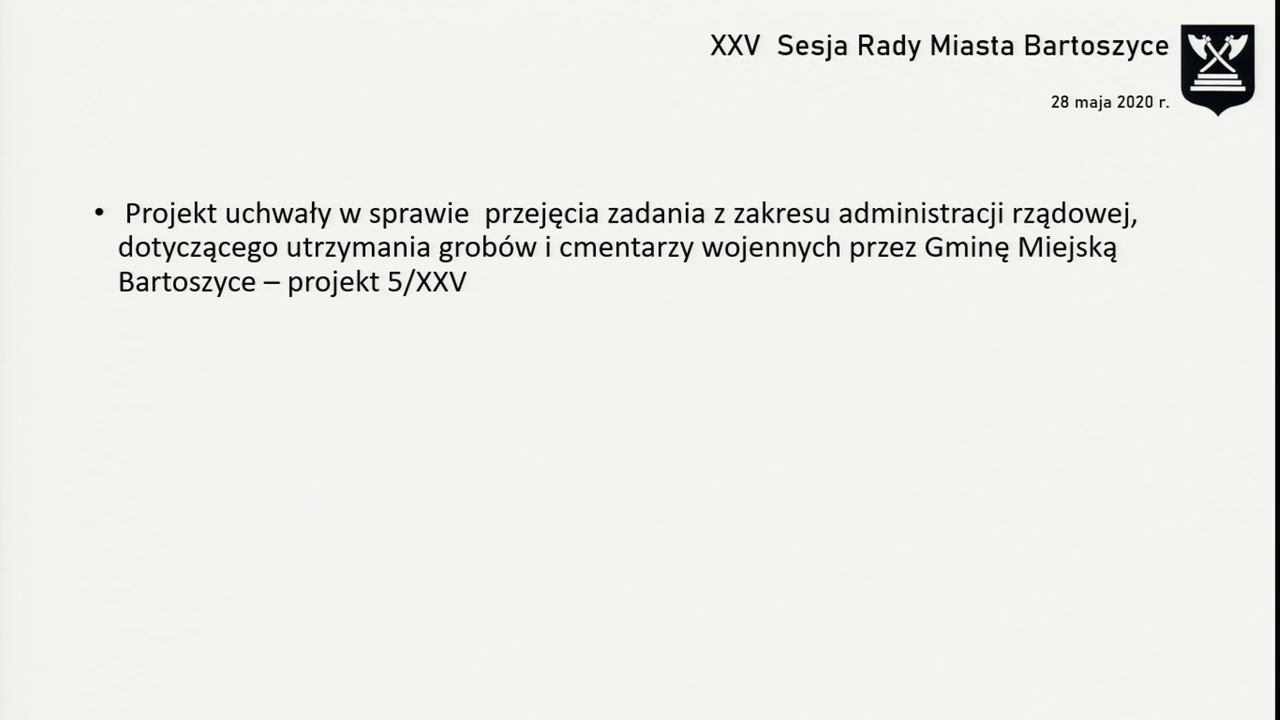 XXV Sesja Rady Miasta Bartoszyce
28 maja 2020 r.
• Projekt uchwały w sprawie przejęcia zadania z zakresu administracji rządowej,
dotyczącego utrzymania grobów i cmentarzy wojennych przez Gminę Miejską
Bartoszyce – projekt 5/XXV